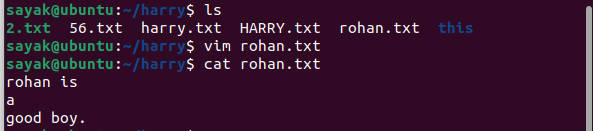 sayak@ubuntu:~/harry$ ls
2.txt  56.txt  harry.txt  HARRY.txt  rohan.txt  this
sayak@ubuntu:~/harry$ vim rohan.txt
sayak@ubuntu:~/harry$ cat rohan.txt
rohan is
a
good boy.